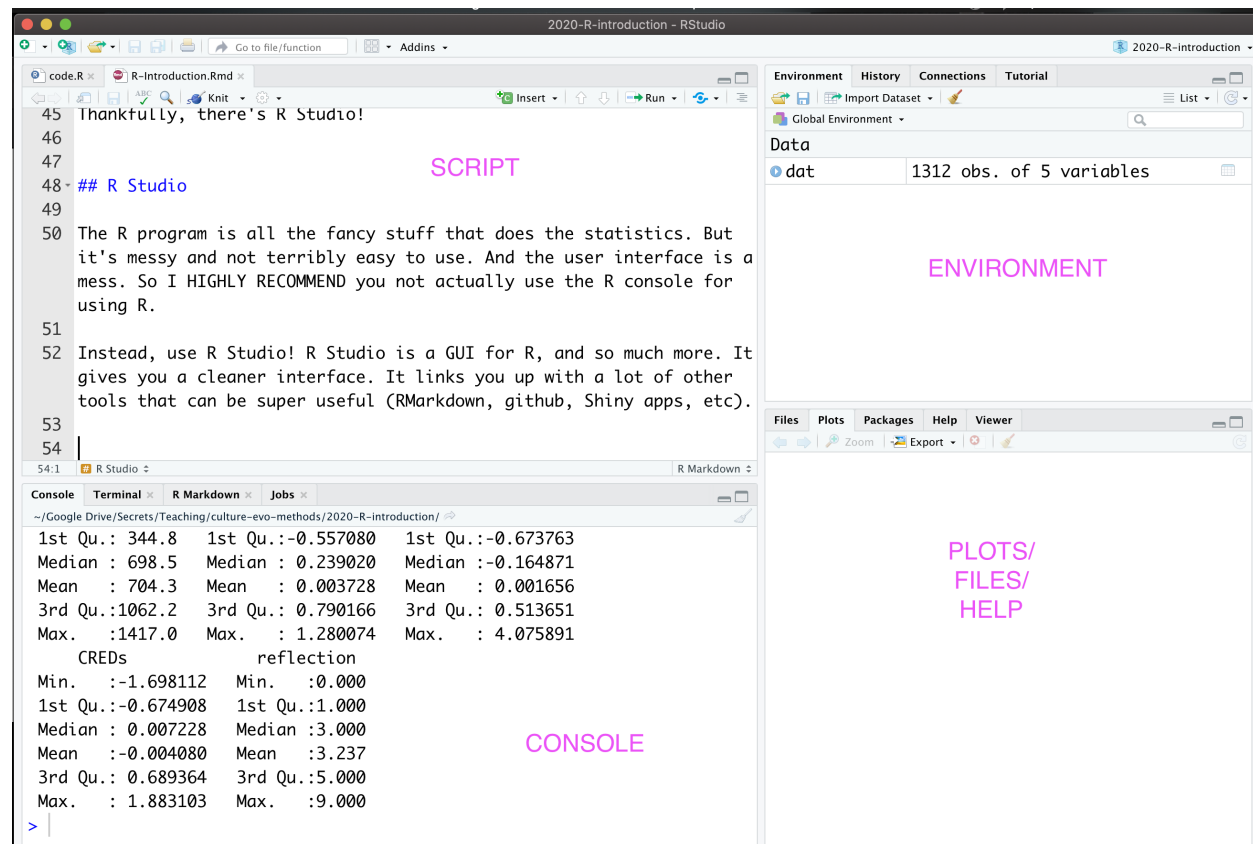 2020-R-introduction - RStudio
Go to file/function Addins 2020-R-introduction
code.R R-Introduction.Rmd
ABC Knit Insert Run
45 Thankfully, there's R Studio!
46
47
SCRIPT
48 ## R Studio
49
50 The R program is all the fancy stuff that does the statistics. But
it's messy and not terribly easy to use. And the user interface is a
mess. So I HIGHLY RECOMMEND you not actually use the R console for
using R.
51
52 Instead, use R Studio! R Studio is a GUI for R, and so much more. It
gives you a cleaner interface. It links you up with a lot of other
tools that can be super useful (RMarkdown, github, Shiny apps, etc).
53
54
54:1 # R Studio R Markdown
Console Terminal R Markdown Jobs
~/Google Drive/Secrets/Teaching/culture-evo-methods/2020-R-introduction/
1st Qu.: 344.8 1st Qu.:-0.557080 1st Qu.:-0.673763
Median : 698.5 Median : 0.239020 Median :-0.164871
Mean : 704.3 Mean : 0.003728 Mean : 0.001656
3rd Qu.:1062.2 3rd Qu.: 0.790166 3rd Qu.: 0.513651
Max. :1417.0 Max. : 1.280074 Max. : 4.075891
CREDs reflection
Min. :-1.698112 Min. :0.000
1st Qu.:-0.674908 1st Qu.:1.000
Median : 0.007228 Median :3.000
Mean :-0.004080 Mean :3.237
3rd Qu.: 0.689364 3rd Qu.:5.000
Max. : 1.883103 Max. :9.000
>
CONSOLE
Environment History Connections Tutorial
Import Dataset List
Global Environment
Data
dat 1312 obs. of 5 variables
ENVIRONMENT
Files Plots Packages Help Viewer
Zoom Export
PLOTS/
FILES/
HELP